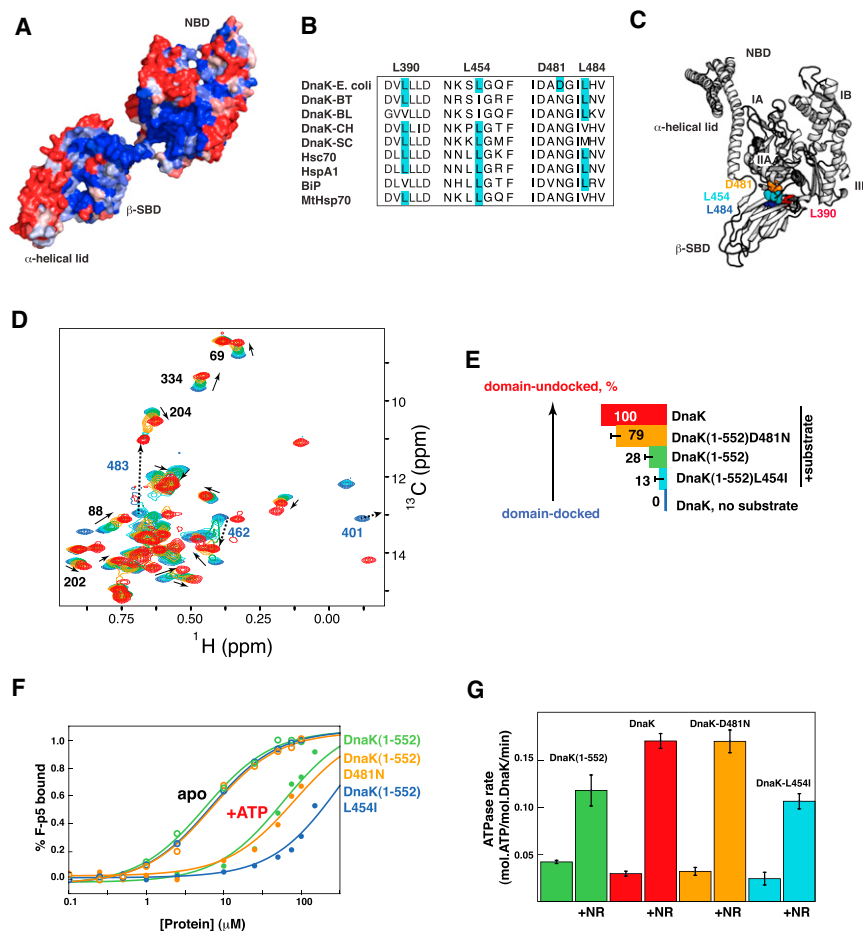 A
NBD
β-SBD
α-helical lid
B
L390 L454 D481 L484
DnaK-E. coli DVLLLD NKSLGQF IDADGILHV
DnaK-BT DVLLLD NRSIGRF IDANGILNV
DnaK-BL GVVLLD NKSIGQF IDANGILKV
DnaK-CH DVLLID NKPLGTF IDANGILNV
DnaK-SC DVLLLD NKKLGMF IDANGIMHV
Hsc70 DLLLLD NNLLGKF IDANGILNV
HspA1 DLLLLD NNLLGRF IDANGILNV
BiP DLVLLD NHLLGTF IDVNGILRV
MtHsp70 DVLLLD NKLLGQF IDANGIVHV
C
NBD
α-helical lid
IA
IB
D481
L454
L484
L390
β-SBD
D
69
334
204
10
483
12
88
462
401
14
202
0.75 0.50 0.25 0.00
¹H (ppm)
¹³C (ppm)
E
domain-undocked, %
domain-docked
100 DnaK
79 DnaK(1-552)D481N
28 DnaK(1-552)
13 DnaK(1-552)L454I
0 DnaK, no substrate
+substrate
F
1.0
0.8
0.6
0.4
0.2
0.0
0.1 1 10 100
% F-p5 bound
[Protein] (μM)
apo
+ATP
DnaK(1-552)
DnaK(1-552)
D481N
DnaK(1-552)
L454I
G
ATPase rate
(mol.ATP/mol.DnaK/min)
0.15
0.10
0.05
DnaK(1-552)
DnaK
DnaK-D481N
DnaK-L454I
+NR +NR +NR +NR